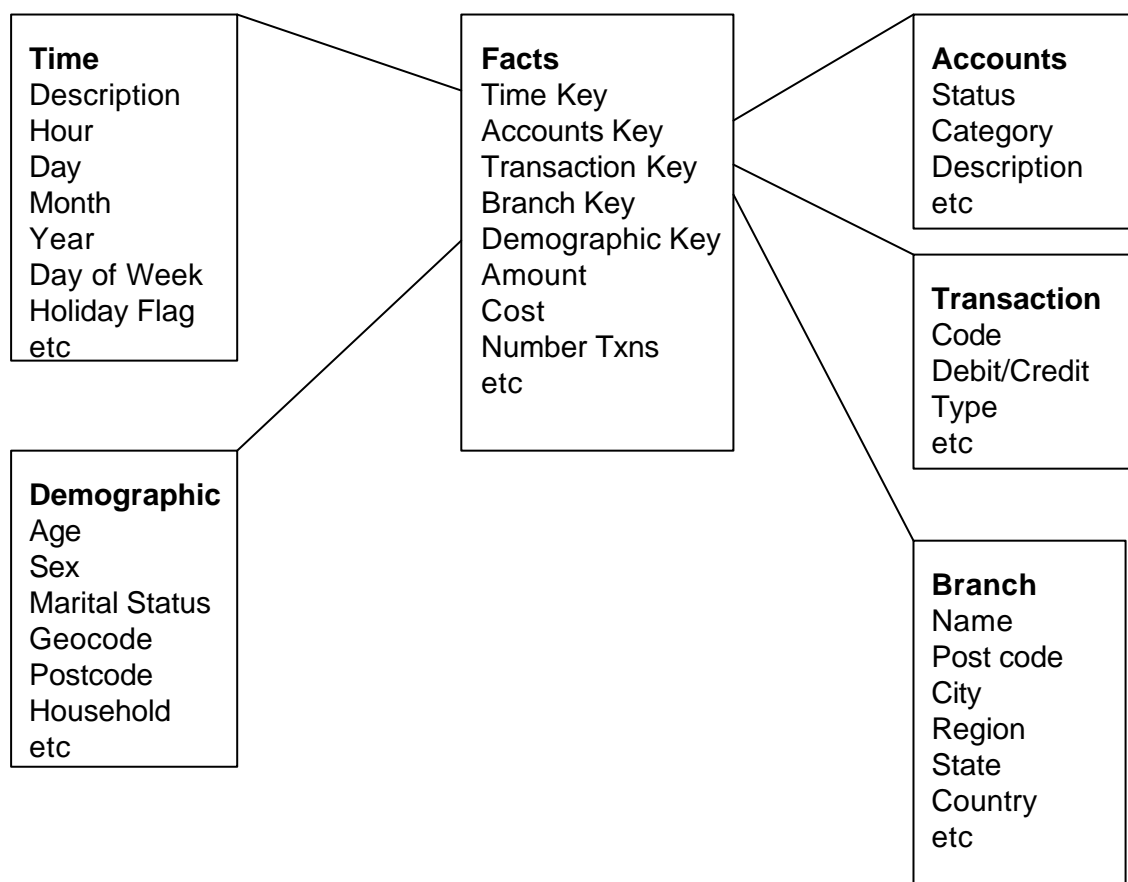 Time
Description
Hour
Day
Month
Year
Day of Week
Holiday Flag
etc
Facts
Time Key
Accounts Key
Transaction Key
Branch Key
Demographic Key
Amount
Cost
Number Txns
etc
Accounts
Status
Category
Description
etc
Transaction
Code
Debit/Credit
Type
etc
Demographic
Age
Sex
Marital Status
Geocode
Postcode
Household
etc
Branch
Name
Post code
City
Region
State
Country
etc